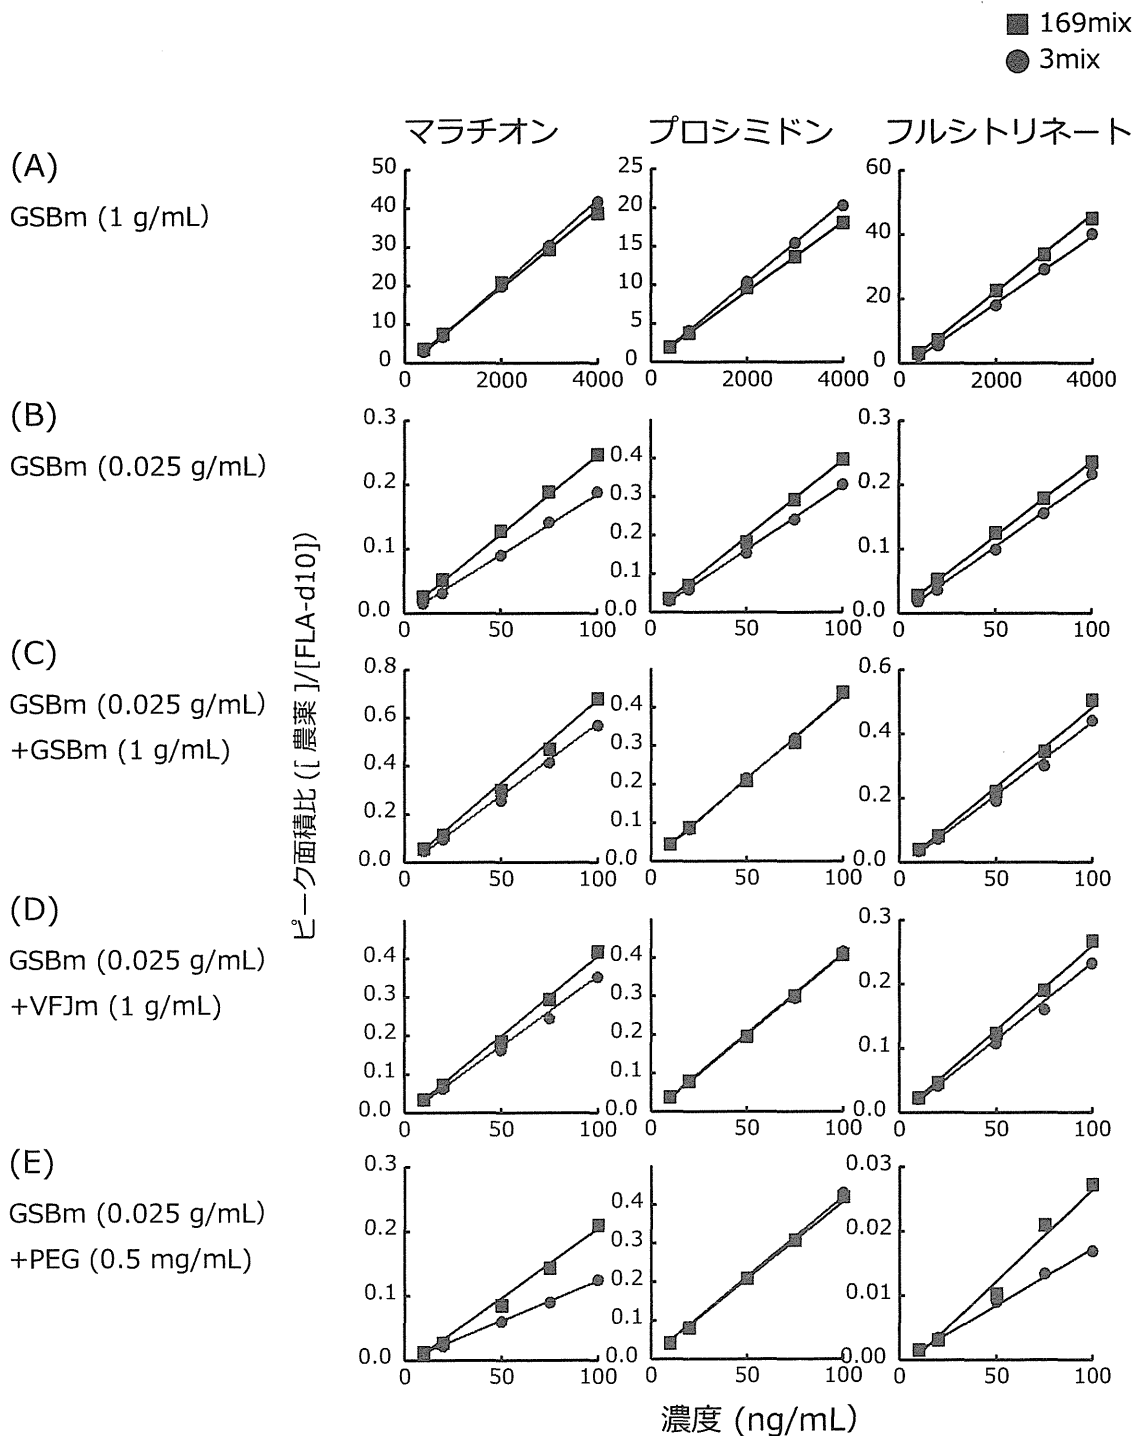 169mix
3mix
マラチオン プロシミドン フルシトリネート
(A)
GSBm (1 g/mL)
50 40 30 20 10 0
0 2000 4000
25 20 15 10 5 0
0 2000 4000
60 40 20 0
0 2000 4000
(B)
GSBm (0.025 g/mL)
0.3 0.2 0.1 0.0
0 50 100
0.4 0.3 0.2 0.1 0.0
0 50 100
0.3 0.2 0.1 0.0
0 50 100
(C)
GSBm (0.025 g/mL)
+GSBm (1 g/mL)
0.8 0.6 0.4 0.2 0.0
0 50 100
0.4 0.3 0.2 0.1 0.0
0 50 100
0.6 0.4 0.2 0.0
0 50 100
(D)
GSBm (0.025 g/mL)
+VFJm (1 g/mL)
0.4 0.3 0.2 0.1 0.0
0 50 100
0.4 0.3 0.2 0.1 0.0
0 50 100
0.3 0.2 0.1 0.0
0 50 100
(E)
GSBm (0.025 g/mL)
+PEG (0.5 mg/mL)
0.3 0.2 0.1 0.0
0 50 100
0.4 0.3 0.2 0.1 0.0
0 50 100
0.03 0.02 0.01 0.00
0 50 100
ピーク面積比 ([ 農薬 ]/[FLA-d10])
濃度 (ng/mL)